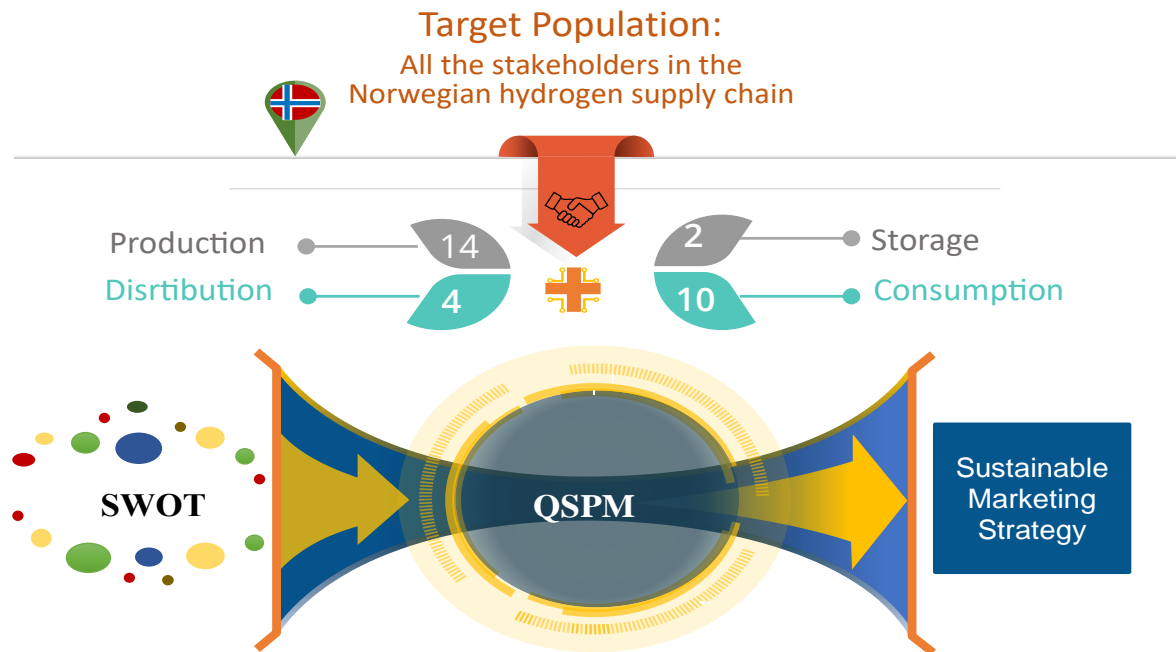 Target Population:
All the stakeholders in the
Norwegian hydrogen supply chain
Production
14
2
Storage
Disrtibution
4
10
Consumption
SWOT
QSPM
Sustainable
Marketing
Strategy